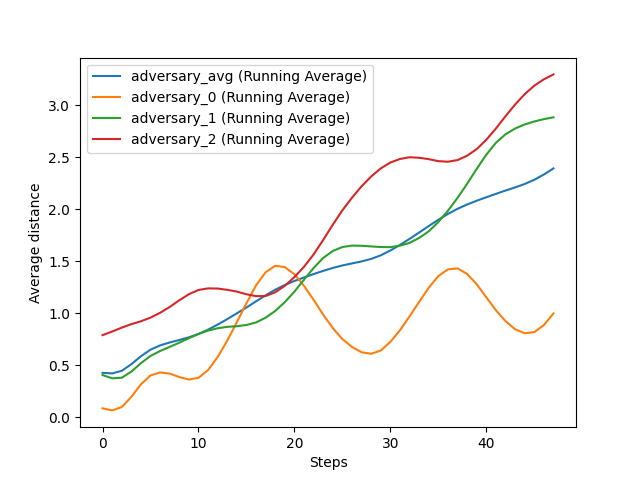 adversary_avg (Running Average)
adversary_0 (Running Average)
adversary_1 (Running Average)
adversary_2 (Running Average)
Average distance
3.0
2.5
2.0
1.5
1.0
0.5
0.0
0 10 20 30 40
Steps